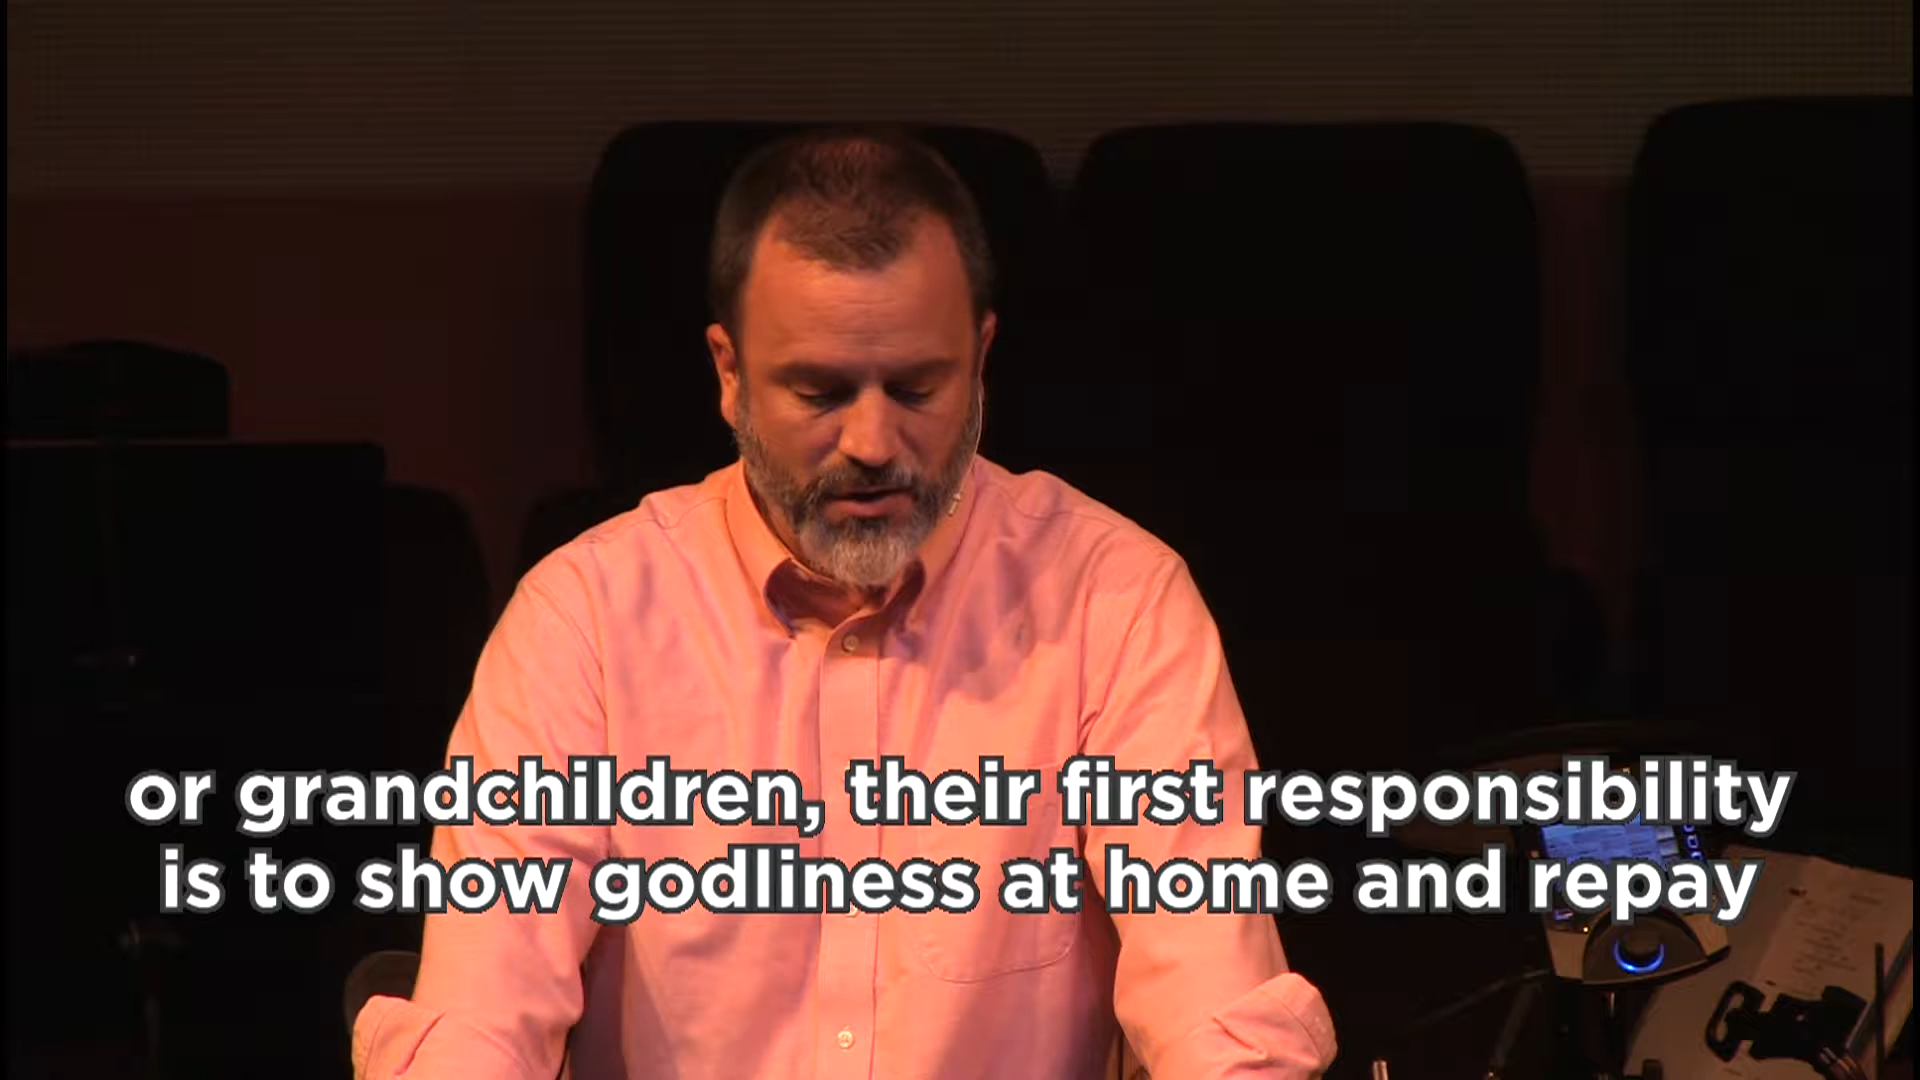 or grandchildren, their first responsibility
is to show godliness at home and repay